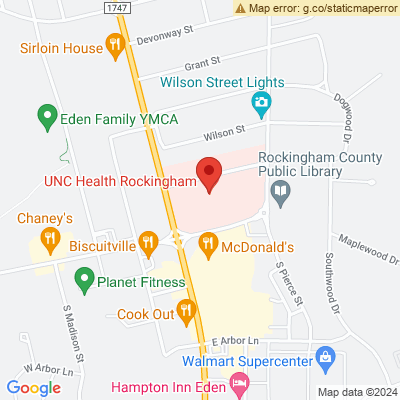 Map error: g.co/staticmaperror
1747
Devonway St
Sirloin House
Grant St
Wilson Street Lights
Dogwood Dr
Eden Family YMCA
Wilson St
Rockingham County
Public Library
UNC Health Rockingham
Chaney's
Biscuitville
McDonald's
Maplewood Dr
Planet Fitness
S Pierce St
Southwood Dr
S Madison St
Cook Out
E Arbor Ln
W Arbor Ln
Walmart Supercenter
Hampton Inn Eden
Google
Map data ©2024